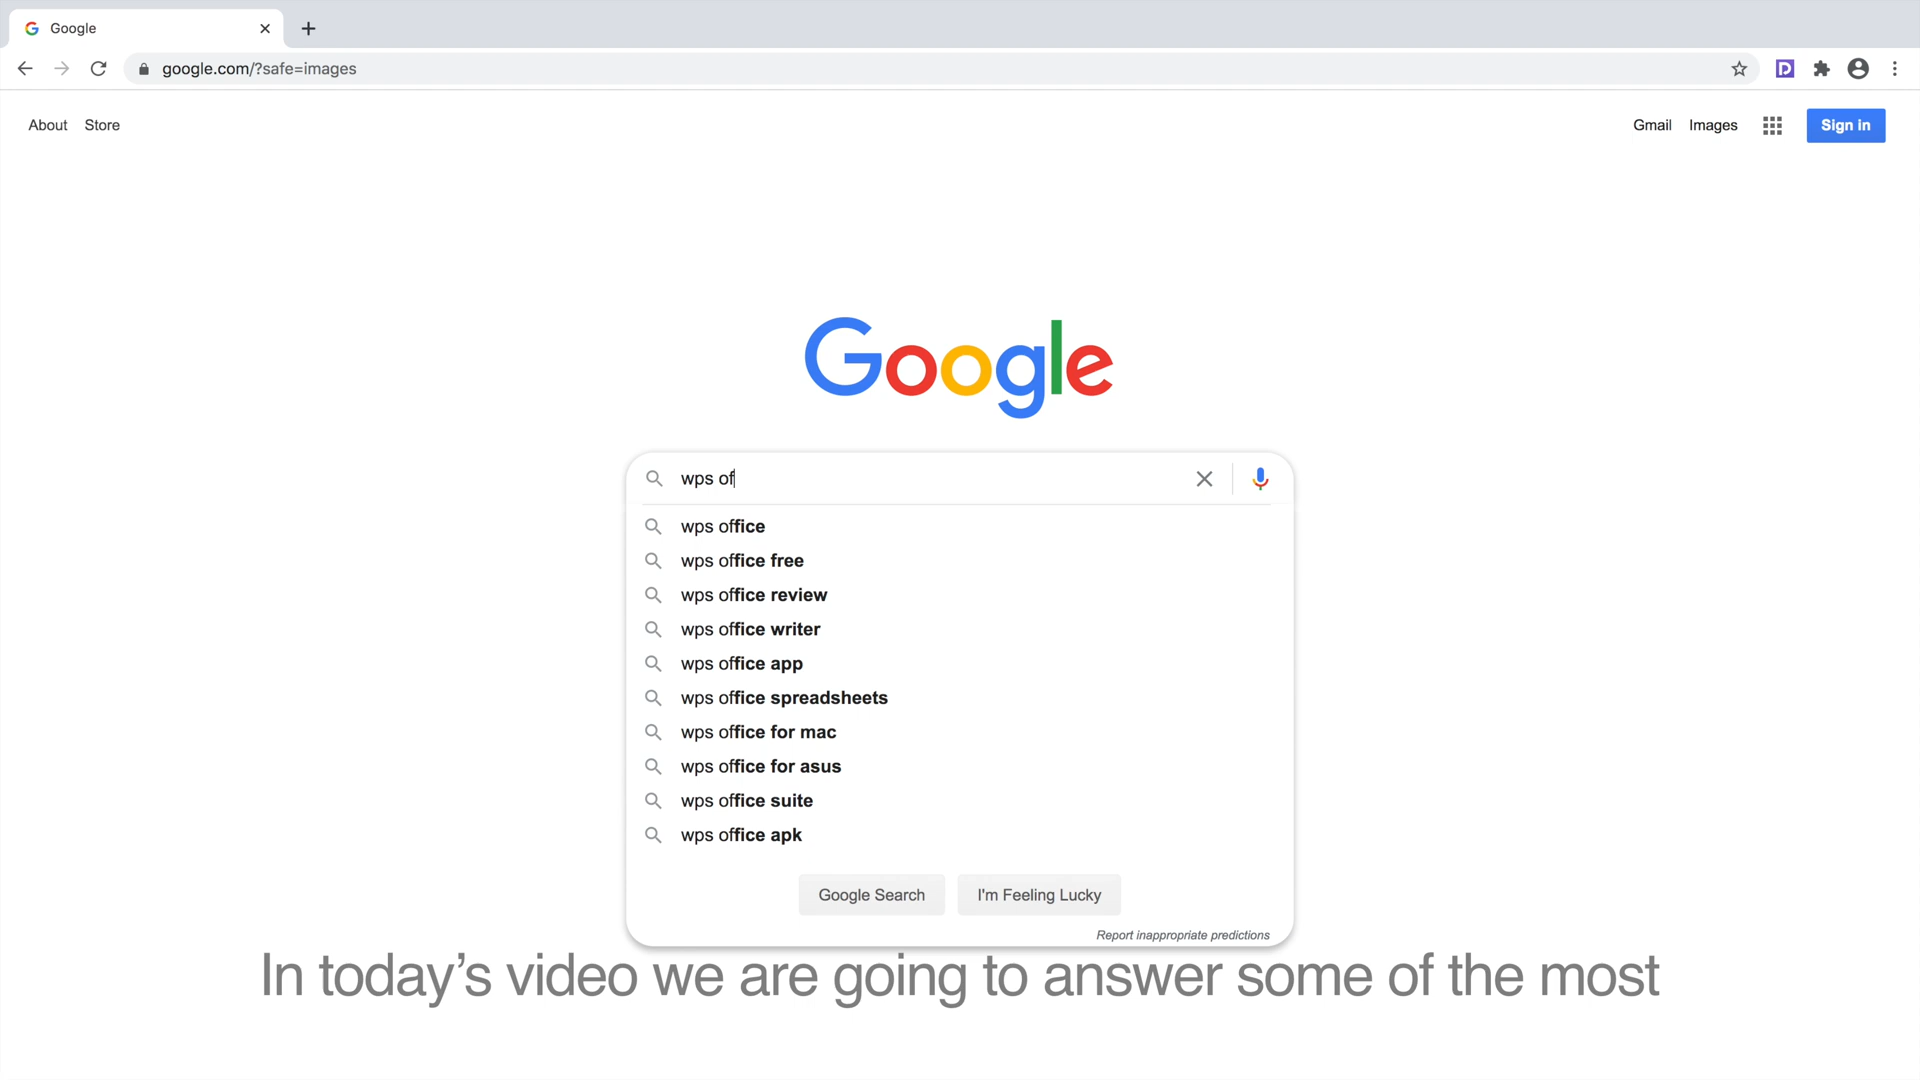 Google
google.com/?safe=images
About Store
Gmail Images Sign in
Google
wps of
wps office
wps office free
wps office review
wps office writer
wps office app
wps office spreadsheets
wps office for mac
wps office for asus
wps office suite
wps office apk
Google Search I'm Feeling Lucky
Report inappropriate predictions
In today’s video we are going to answer some of the most